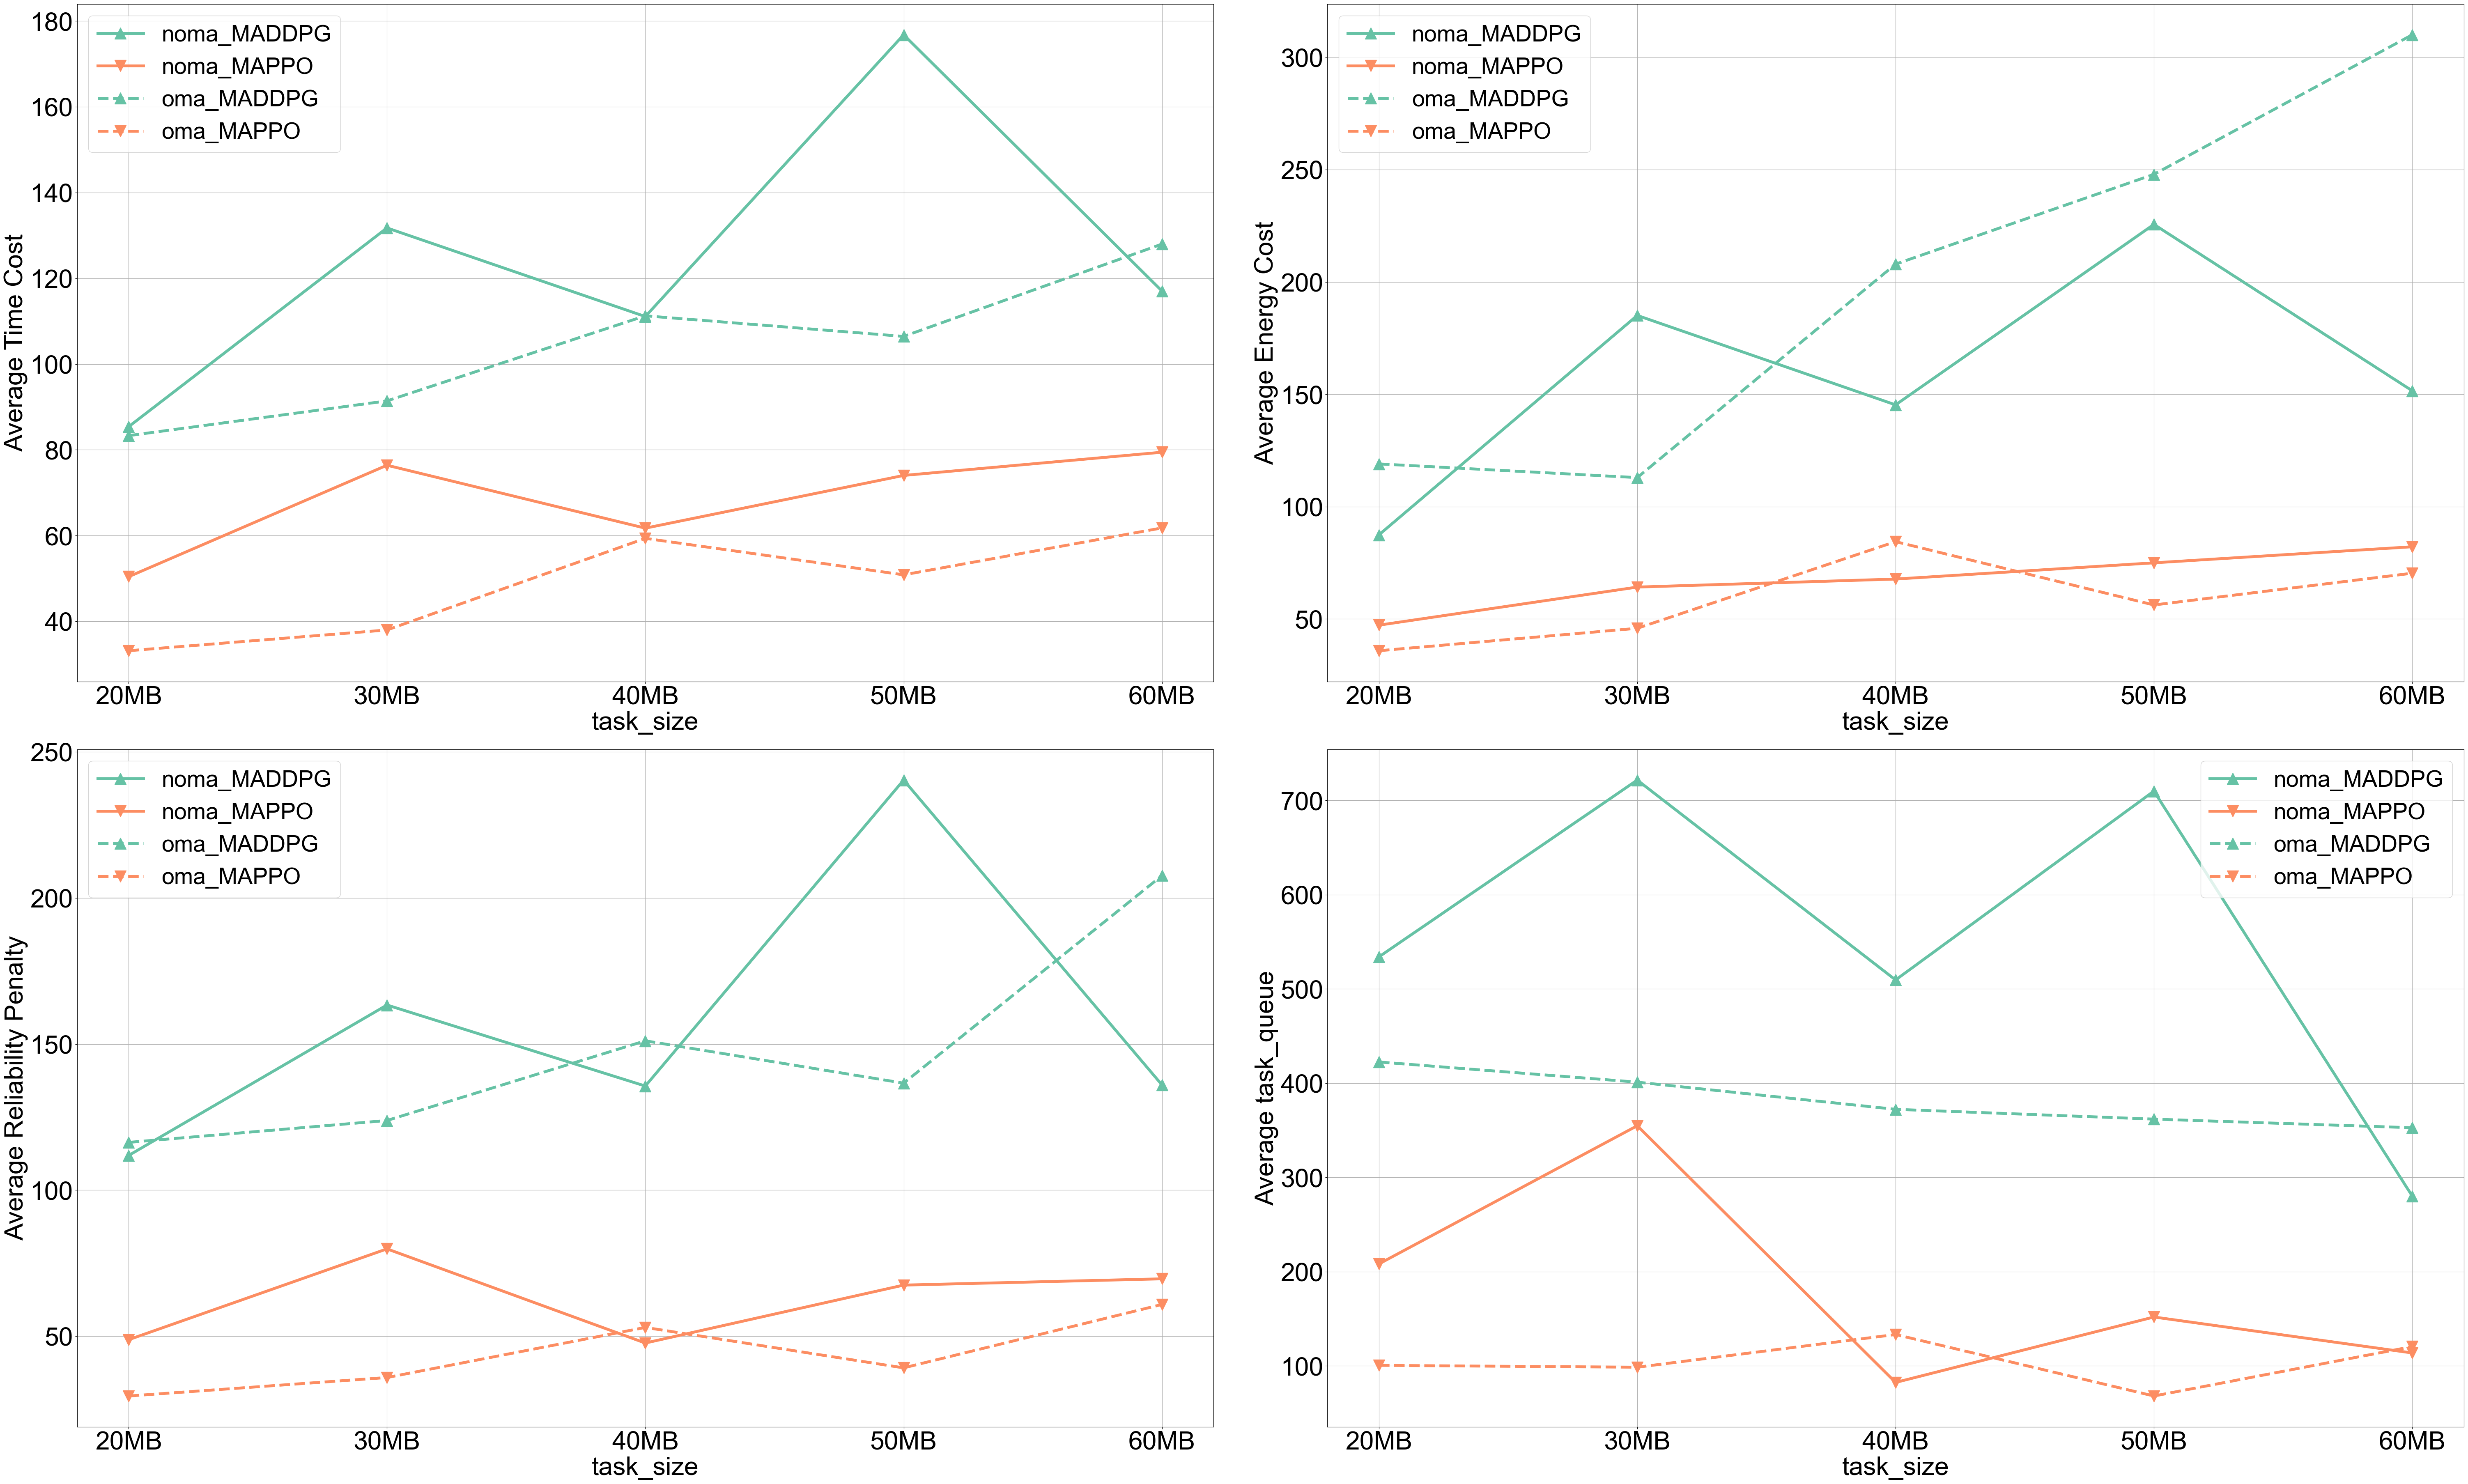 180
160
140
120
100
80
60
40
Average Time Cost
noma_MADDPG
noma_MAPPO
oma_MADDPG
oma_MAPPO
20MB 30MB 40MB 50MB 60MB
task_size
300
250
200
150
100
50
Average Energy Cost
noma_MADDPG
noma_MAPPO
oma_MADDPG
oma_MAPPO
20MB 30MB 40MB 50MB 60MB
task_size
250
200
150
100
50
Average Reliability Penalty
noma_MADDPG
noma_MAPPO
oma_MADDPG
oma_MAPPO
20MB 30MB 40MB 50MB 60MB
task_size
700
600
500
400
300
200
100
Average task_queue
noma_MADDPG
noma_MAPPO
oma_MADDPG
oma_MAPPO
20MB 30MB 40MB 50MB 60MB
task_size